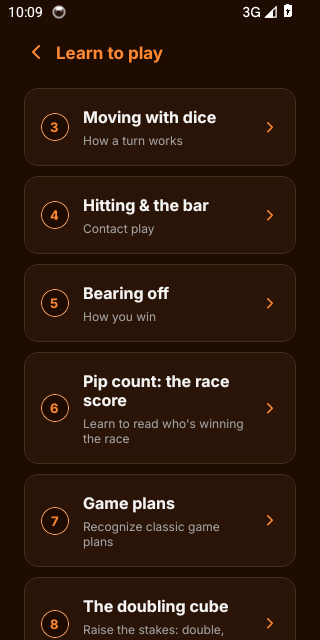 10:09
3G
Learn to play
3
Moving with dice
How a turn works
4
Hitting & the bar
Contact play
5
Bearing off
How you win
6
Pip count: the race
score
Learn to read who's winning
the race
7
Game plans
Recognize classic game
plans
8
The doubling cube
Raise the stakes: double,